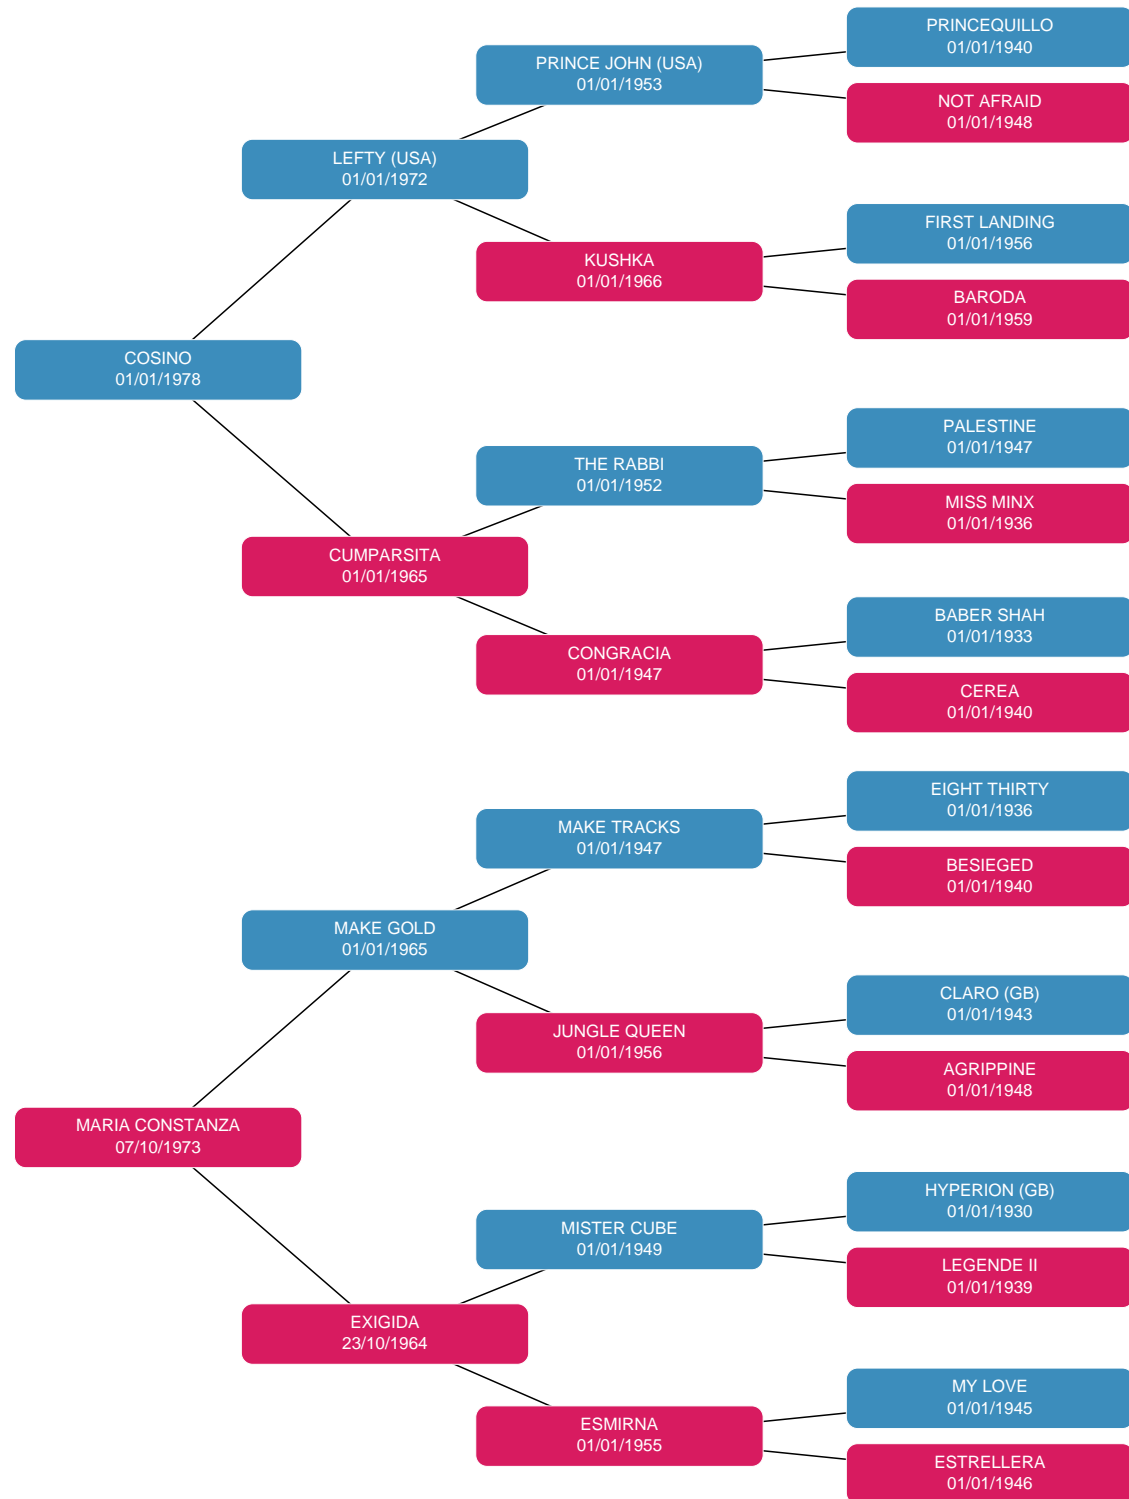 PRINCEQUILLO
01/01/1940
PRINCE JOHN (USA)
01/01/1953
NOT AFRAID
01/01/1948
LEFTY (USA)
01/01/1972
FIRST LANDING
01/01/1956
KUSHKA
01/01/1966
BARODA
01/01/1959
COSINO
01/01/1978
PALESTINE
01/01/1947
THE RABBI
01/01/1952
MISS MINX
01/01/1936
CUMPARSITA
01/01/1965
BABER SHAH
01/01/1933
CONGRACIA
01/01/1947
CEREA
01/01/1940
EIGHT THIRTY
01/01/1936
MAKE TRACKS
01/01/1947
BESIEGED
01/01/1940
MAKE GOLD
01/01/1965
CLARO (GB)
01/01/1943
JUNGLE QUEEN
01/01/1956
AGRIPPINE
01/01/1948
MARIA CONSTANZA
07/10/1973
HYPERION (GB)
01/01/1930
MISTER CUBE
01/01/1949
LEGENDE II
01/01/1939
EXIGIDA
23/10/1964
MY LOVE
01/01/1945
ESMIRNA
01/01/1955
ESTRELLERA
01/01/1946